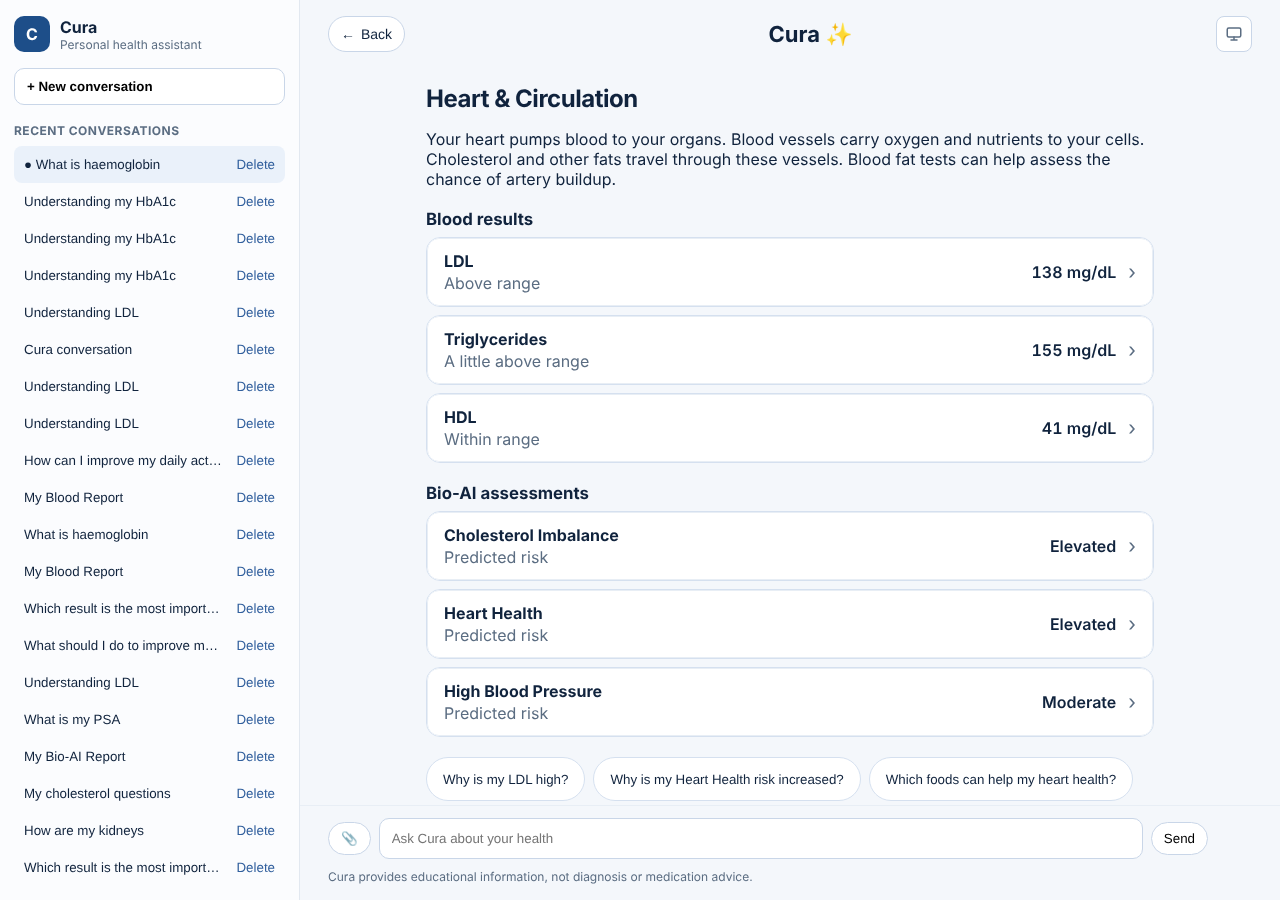 C
Cura
Personal health assistant
+ New conversation
RECENT CONVERSATIONS
● What is haemoglobin Delete
Understanding my HbA1c Delete
Understanding my HbA1c Delete
Understanding my HbA1c Delete
Understanding LDL Delete
Cura conversation Delete
Understanding LDL Delete
Understanding LDL Delete
How can I improve my daily act… Delete
My Blood Report Delete
What is haemoglobin Delete
My Blood Report Delete
Which result is the most import… Delete
What should I do to improve m… Delete
Understanding LDL Delete
What is my PSA Delete
My Bio-AI Report Delete
My cholesterol questions Delete
How are my kidneys Delete
Which result is the most import… Delete
← Back
Cura ✨
Heart & Circulation
Your heart pumps blood to your organs. Blood vessels carry oxygen and nutrients to your cells.
Cholesterol and other fats travel through these vessels. Blood fat tests can help assess the
chance of artery buildup.
Blood results
LDL
Above range
138 mg/dL ›
Triglycerides
A little above range
155 mg/dL ›
HDL
Within range
41 mg/dL ›
Bio-AI assessments
Cholesterol Imbalance
Predicted risk
Elevated ›
Heart Health
Predicted risk
Elevated ›
High Blood Pressure
Predicted risk
Moderate ›
Why is my LDL high? Why is my Heart Health risk increased? Which foods can help my heart health?
📎 Ask Cura about your health Send
Cura provides educational information, not diagnosis or medication advice.